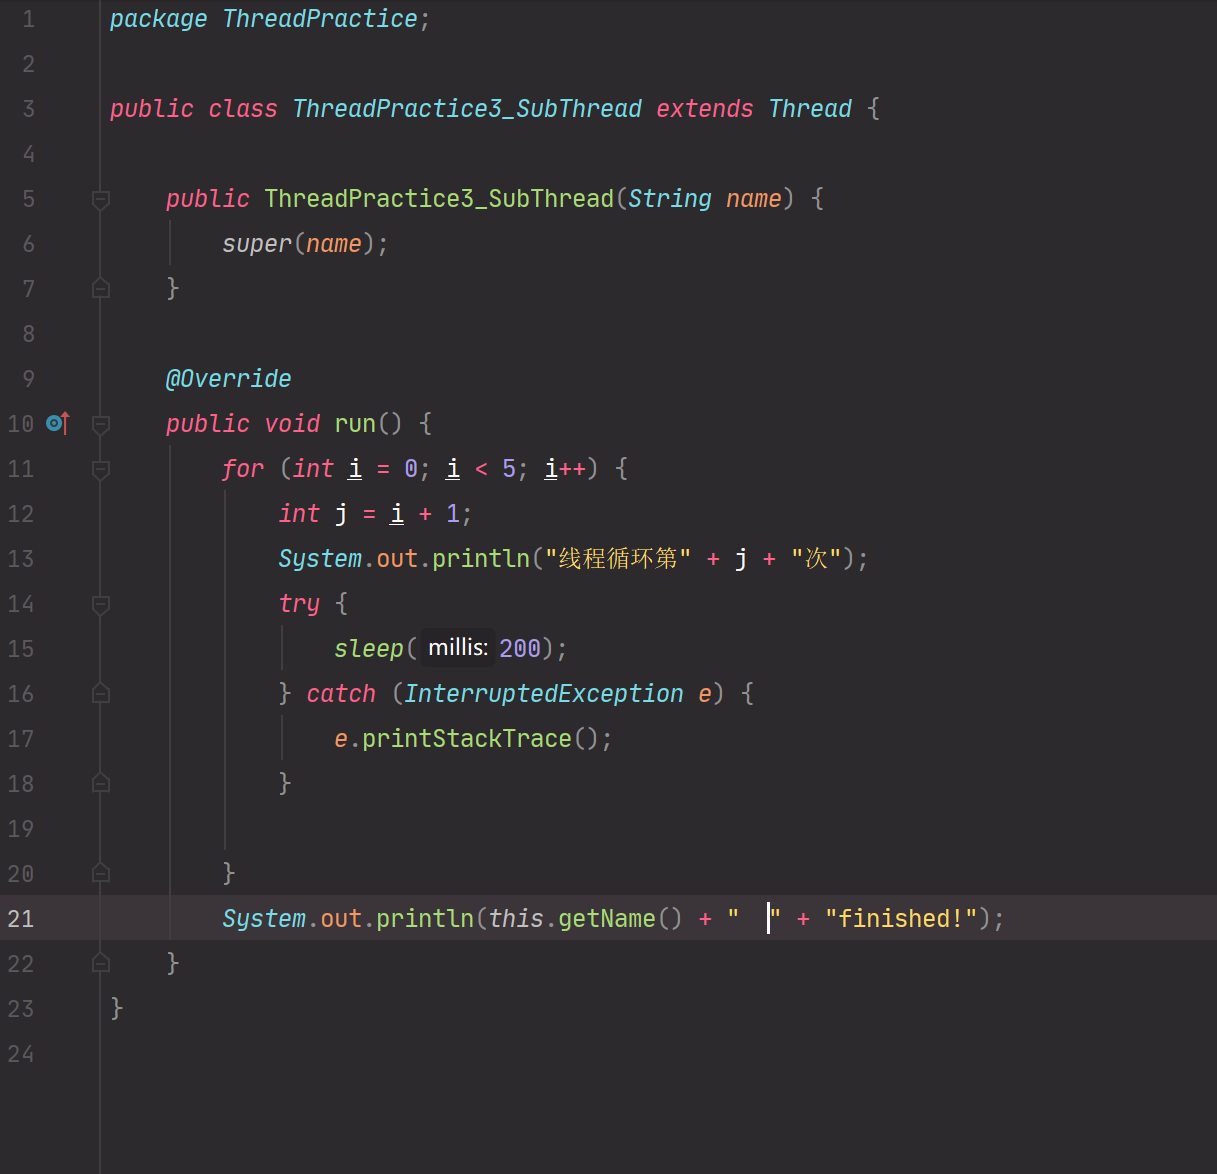 1 package ThreadPractice;
2
3 public class ThreadPractice3_SubThread extends Thread {
4
5     public ThreadPractice3_SubThread(String name) {
6         super(name);
7     }
8
9     @Override
10     public void run() {
11         for (int i = 0; i < 5; i++) {
12             int j = i + 1;
13             System.out.println("线程循环第" + j + "次");
14             try {
15                 sleep( millis: 200);
16             } catch (InterruptedException e) {
17                 e.printStackTrace();
18             }
19
20         }
21         System.out.println(this.getName() + "  " + "finished!");
22     }
23 }
24